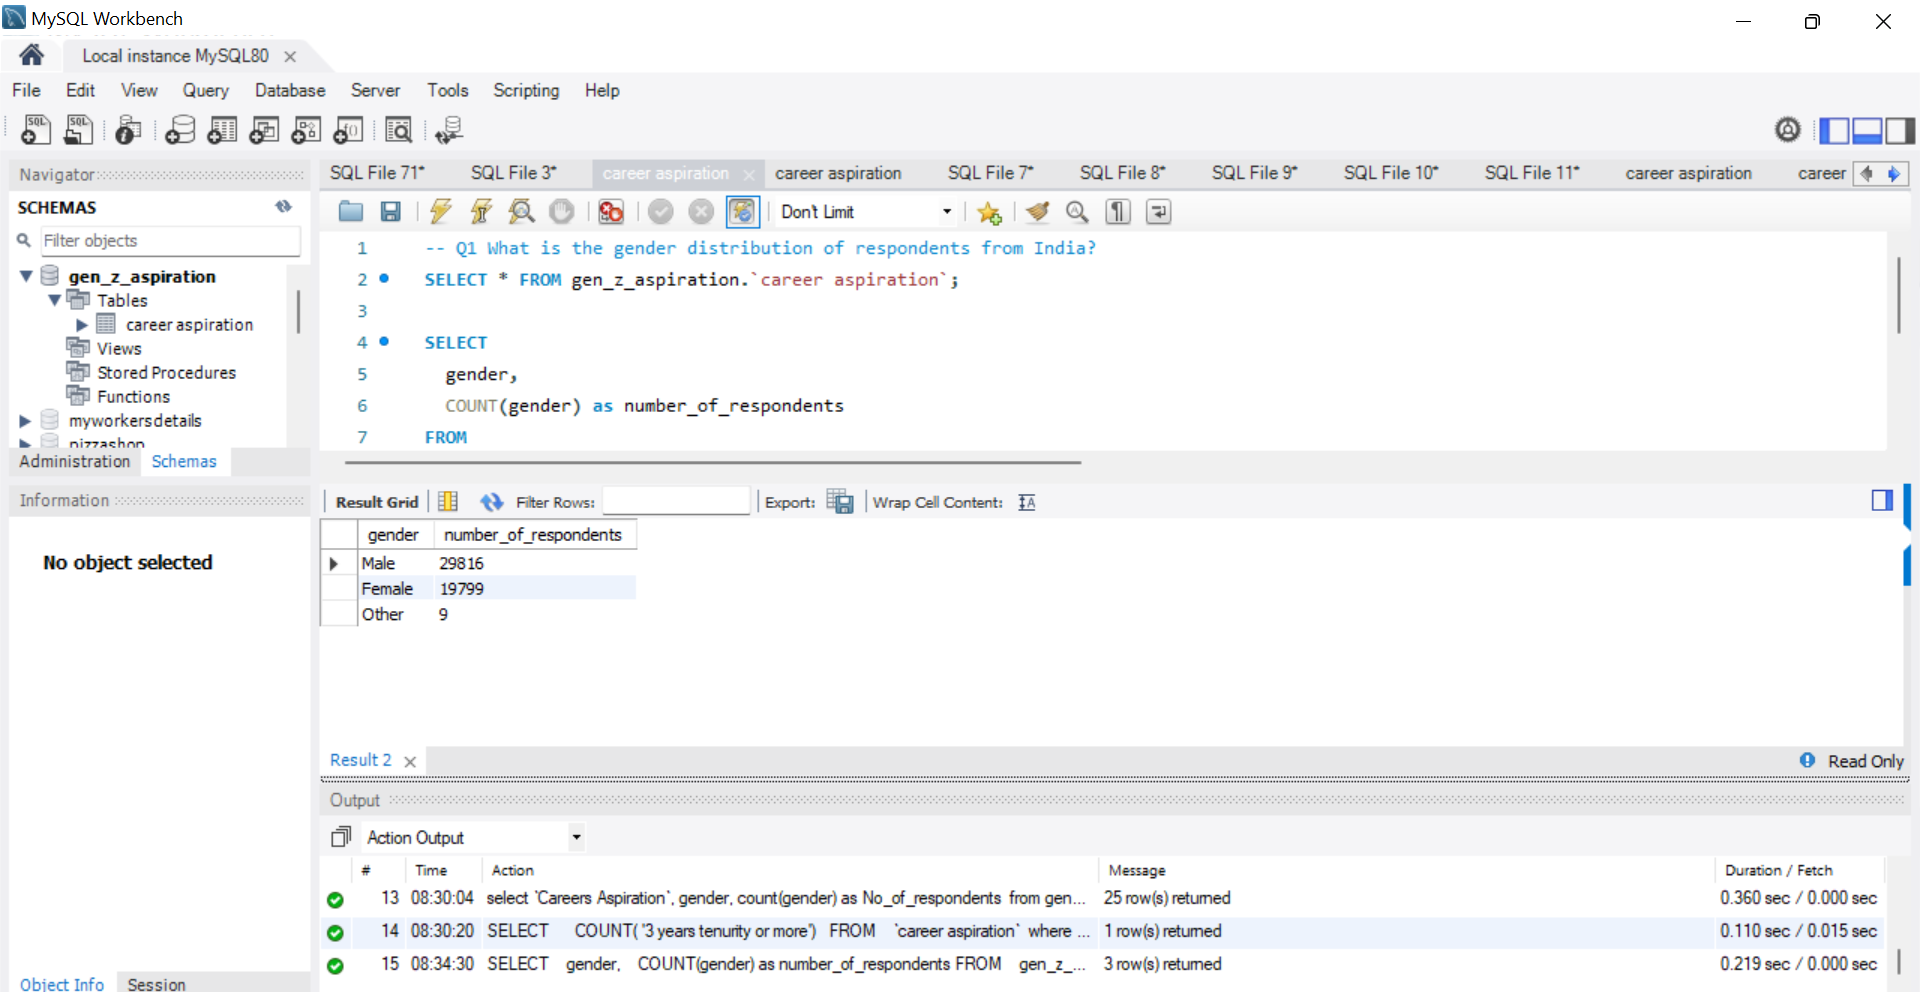 MySQL Workbench
Local instance MySQL80
File Edit View Query Database Server Tools Scripting Help
Navigator
SCHEMAS
Filter objects
gen_z_aspiration
Tables
career aspiration
Views
Stored Procedures
Functions
myworkersdetails
pizzashop
Administration Schemas
Information
No object selected
Object Info Session
SQL File 71* SQL File 3* career aspiration career aspiration SQL File 7* SQL File 8* SQL File 9* SQL File 10* SQL File 11* career aspiration career
Don't Limit
1 -- Q1 What is the gender distribution of respondents from India?
2 SELECT * FROM gen_z_aspiration.`career aspiration`;
3
4 SELECT
5 gender,
6 COUNT(gender) as number_of_respondents
7 FROM
Result Grid Filter Rows: Export: Wrap Cell Content:
gender number_of_respondents
Male 29816
Female 19799
Other 9
Result 2 Read Only
Output
Action Output
# Time Action Message Duration / Fetch
13 08:30:04 select `Careers Aspiration`, gender, count(gender) as No_of_respondents from gen... 25 row(s) returned 0.360 sec / 0.000 sec
14 08:30:20 SELECT COUNT( '3 years tenurity or more') FROM `career aspiration` where ... 1 row(s) returned 0.110 sec / 0.015 sec
15 08:34:30 SELECT gender, COUNT(gender) as number_of_respondents FROM gen_z_... 3 row(s) returned 0.219 sec / 0.000 sec